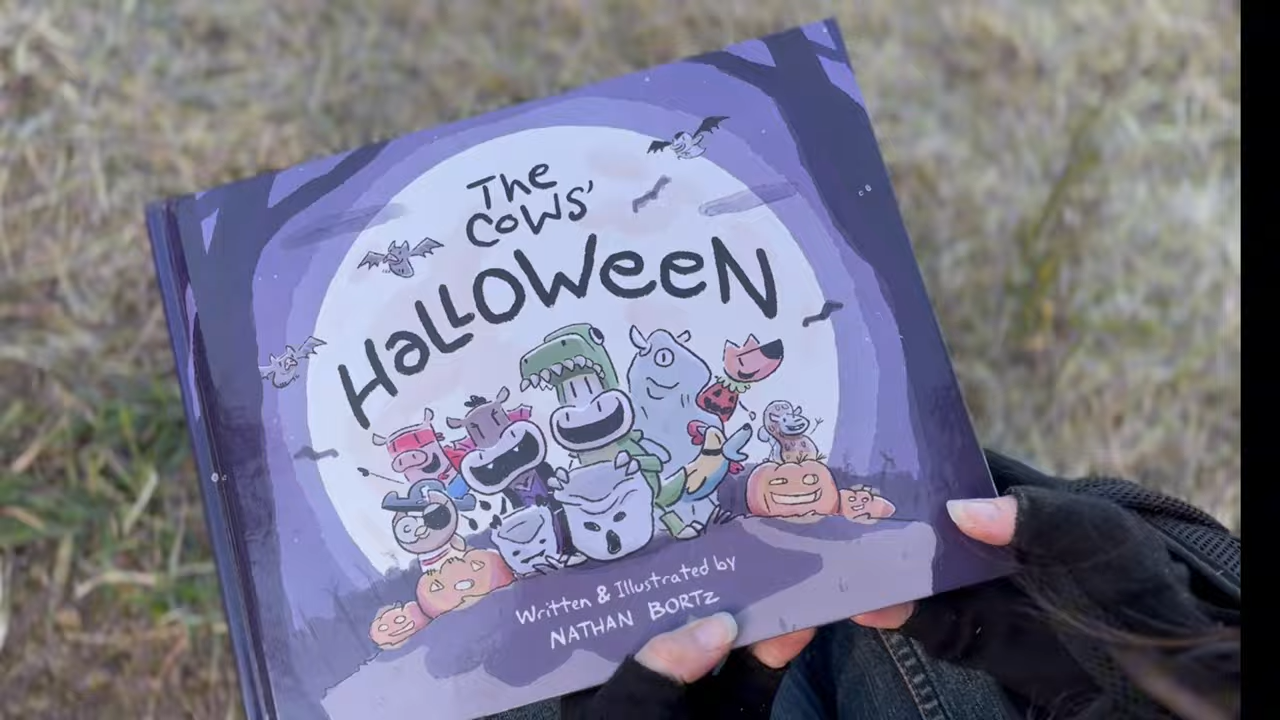 The
COWS'
HALLOWEEN
Written & Illustrated by
NATHAN BORTZ